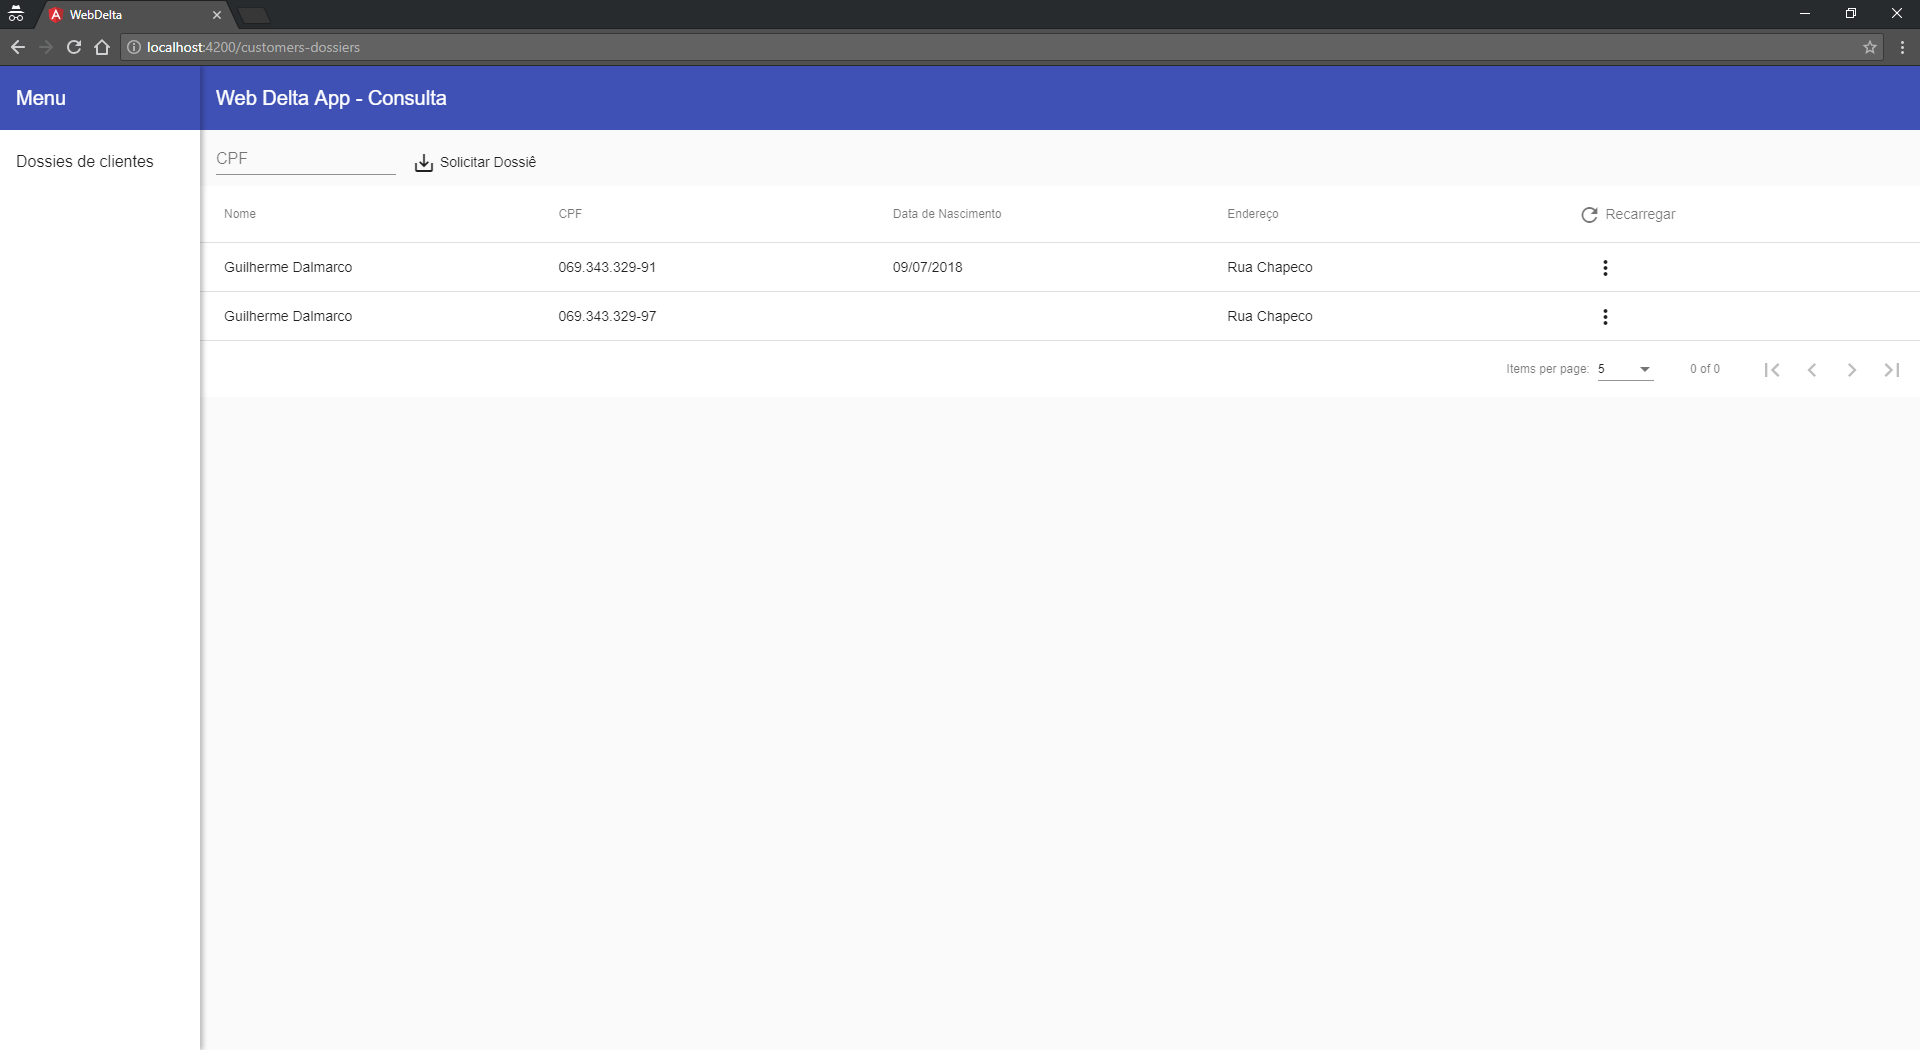 WebDelta
localhost:4200/customers-dossiers
Menu
Web Delta App - Consulta
Dossies de clientes
CPF
Solicitar Dossiê
Nome CPF Data de Nascimento Endereço Recarregar
Guilherme Dalmarco 069.343.329-91 09/07/2018 Rua Chapeco
Guilherme Dalmarco 069.343.329-97 Rua Chapeco
Items per page: 5 0 of 0